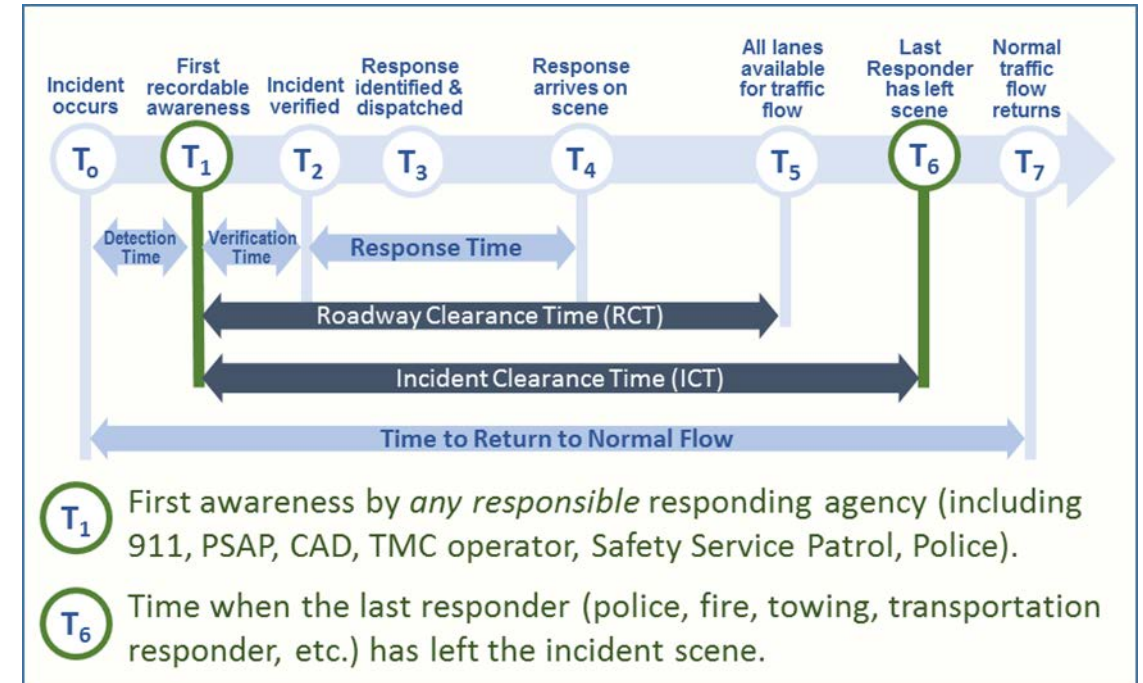 Incident
occurs
First
recordable
awareness
Incident
verified
Response
identified &
dispatched
Response
arrives on
scene
All lanes
available
for traffic
flow
Last
Responder
has left
scene
Normal
traffic
flow
returns
To
T1
T2
T3
T4
T5
T6
T7
Detection
Time
Verification
Time
Response Time
Roadway Clearance Time (RCT)
Incident Clearance Time (ICT)
Time to Return to Normal Flow
T1
First awareness by any responsible responding agency (including
911, PSAP, CAD, TMC operator, Safety Service Patrol, Police).
T6
Time when the last responder (police, fire, towing, transportation
responder, etc.) has left the incident scene.